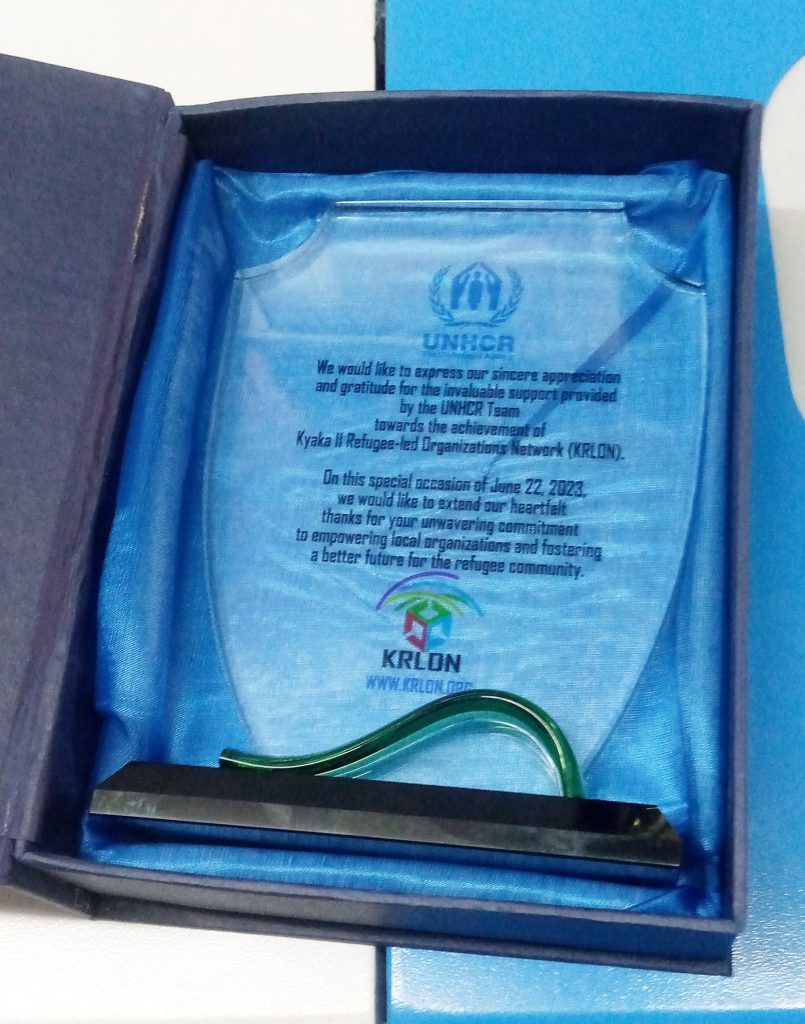 UNHCR
We would like to express our sincere appreciation
and gratitude for the invaluable support provided
by the UNHCR Team
towards the achievement of
Kyaka II Refugee-led Organizations Network (KRLON).
On this special occasion of June 22, 2023,
we would like to extend our heartfelt
thanks for your unwavering commitment
to empowering local organizations and fostering
a better future for the refugee community.
KRLON
WWW.KRLON.ORG